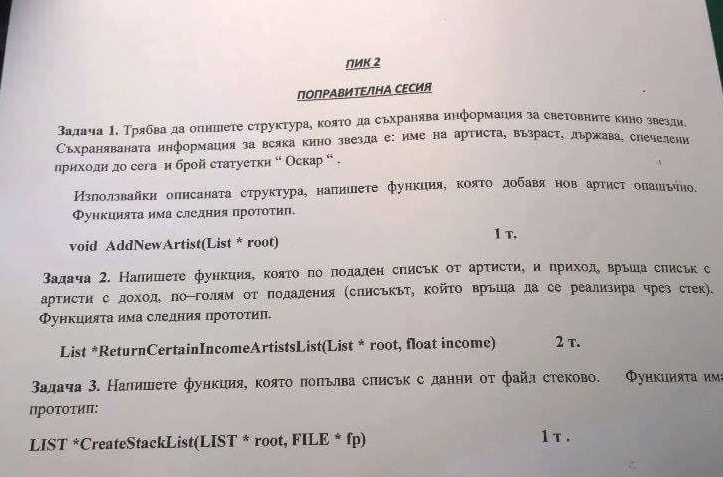 ПИК 2
ПОПРАВИТЕЛНА СЕСИЯ
Задача 1. Трябва да опишете структура, която да съхранява информация за световните кино звезди.
Съхраняваната информация за всяка кино звезда е: име на артиста, възраст, държава, спечелени
приходи до сега и брой статуетки “ Оскар “ .
Използвайки описаната структура, напишете функция, която добавя нов артист опашъчно.
Функцията има следния прототип.
void AddNewArtist(List * root) 1 т.
Задача 2. Напишете функция, която по подаден списък от артисти, и приход, връща списък с
артисти с доход, по–голям от подадения (списъкът, който връща да се реализира чрез стек).
Функцията има следния прототип.
List *ReturnCertainIncomeArtistsList(List * root, float income) 2 т.
Задача 3. Напишете функция, която попълва списък с данни от файл стеково. Функцията има
прототип:
LIST *CreateStackList(LIST * root, FILE * fp) 1 т .